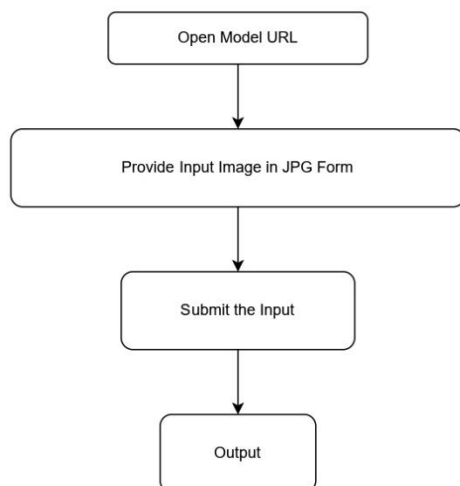 Open Model URL
Provide Input Image in JPG Form
Submit the Input
Output